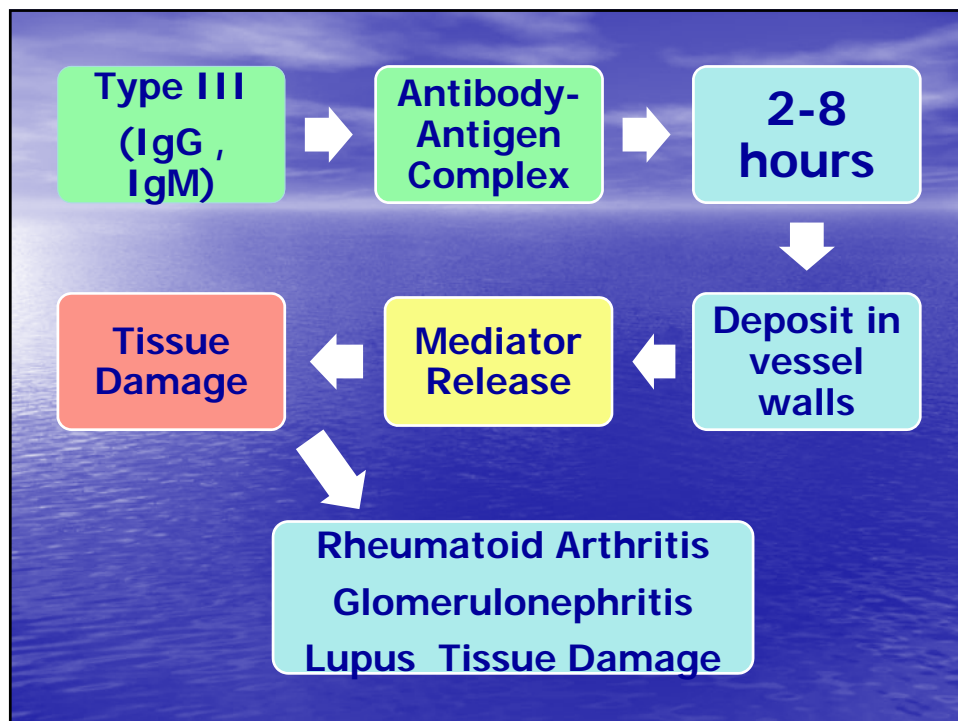 Type III
(IgG ,
IgM)
Antibody-
Antigen
Complex
2-8
hours
Deposit in
vessel
walls
Mediator
Release
Tissue
Damage
Rheumatoid Arthritis
Glomerulonephritis
Lupus  Tissue Damage